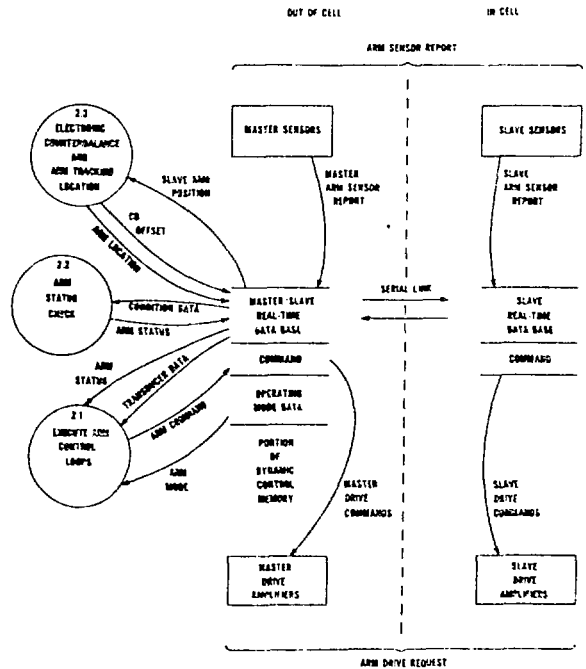 OUT OF CELL
IN CELL
ARM SENSOR REPORT
2.3
ELECTRONIC
COUNTERBALANCE
AND
ARM TRACKING
LOCATION
MASTER SENSORS
SLAVE SENSORS
SLAVE ARM
POSITION
MASTER
ARM SENSOR
REPORT
SLAVE
ARM SENSOR
REPORT
CB
OFFSET
ARM LOCATION
2.2
ARM
STATUS
CHECK
CONDITION DATA
ARM STATUS
MASTER-SLAVE
REAL-TIME
DATA BASE
SERIAL LINK
SLAVE
REAL-TIME
DATA BASE
COMMAND
COMMAND
ARM
STATUS
TRANSDUCER DATA
ARM COMMAND
ARM
MODE
2.1
EXECUTE ARM
CONTROL
LOOPS
OPERATING
MODE DATA
PORTION
OF
DYNAMIC
CONTROL
MEMORY
MASTER
DRIVE
COMMANDS
SLAVE
DRIVE
COMMANDS
MASTER
DRIVE
AMPLIFIERS
SLAVE
DRIVE
AMPLIFIERS
ARM DRIVE REQUEST